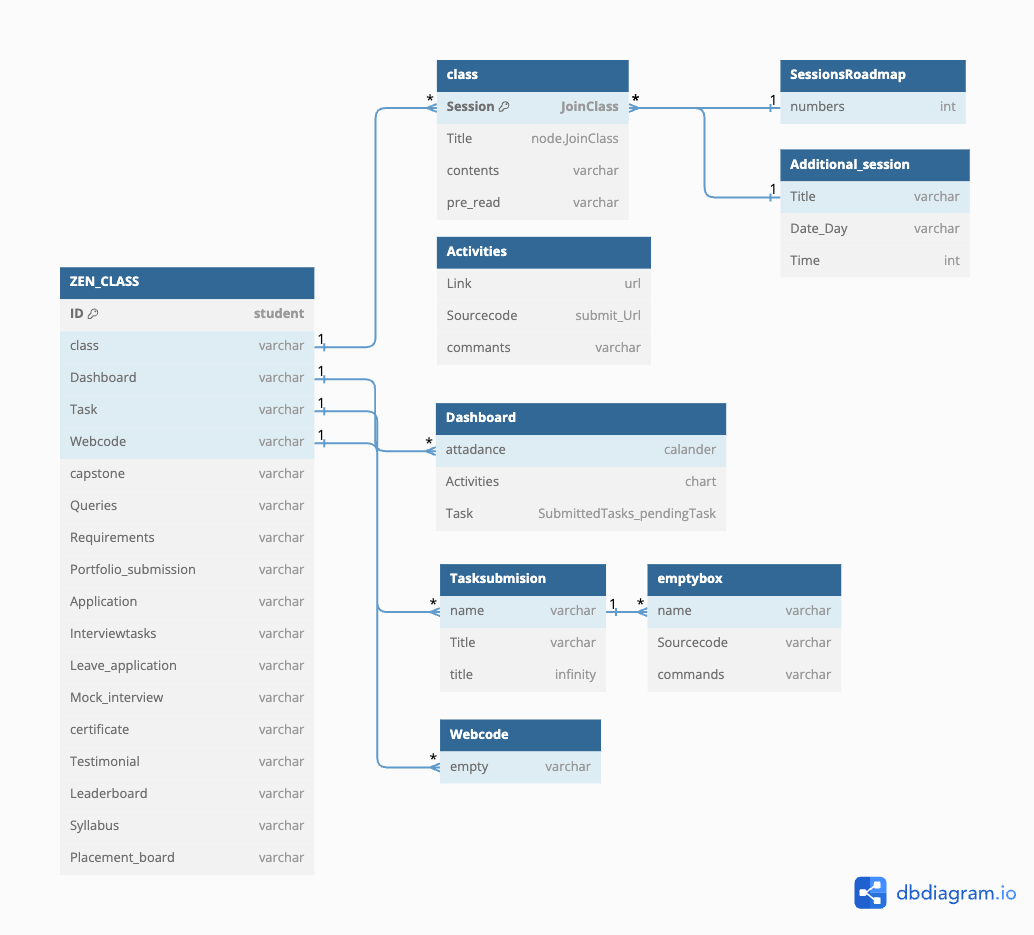 class
Session JoinClass
Title node.JoinClass
contents varchar
pre_read varchar
SessionsRoadmap
numbers int
Additional_session
Title varchar
Date_Day varchar
Time int
Activities
Link url
Sourcecode submit_Url
commants varchar
ZEN_CLASS
ID student
class varchar
Dashboard varchar
Task varchar
Webcode varchar
capstone varchar
Queries varchar
Requirements varchar
Portfolio_submission varchar
Application varchar
Interviewtasks varchar
Leave_application varchar
Mock_interview varchar
certificate varchar
Testimonial varchar
Leaderboard varchar
Syllabus varchar
Placement_board varchar
Dashboard
attadance calander
Activities chart
Task SubmittedTasks_pendingTask
Tasksubmision
name varchar
Title varchar
title infinity
emptybox
name varchar
Sourcecode varchar
commands varchar
Webcode
empty varchar
* * 1
1
1
1
1
1
*
* 1 *
*
dbdiagram.io